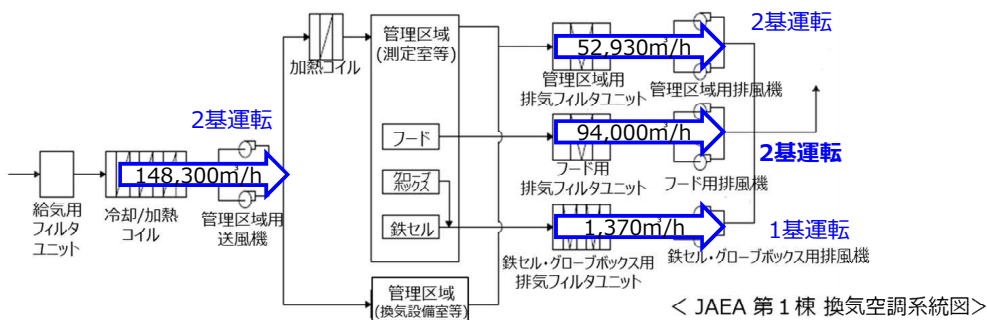 2基運転
管理区域
(測定室等)
52,930㎥/h
加熱コイル
管理区域用
排気フィルタユニット
管理区域用排風機
2基運転
フード
94,000㎥/h
2基運転
フード用
排気フィルタユニット
フード用排風機
148,300㎥/h
グローブ
ボックス
給気用
フィルタ
ユニット
冷却/加熱
コイル
管理区域用
送風機
鉄セル
1,370㎥/h
1基運転
鉄セル・グローブボックス用
排気フィルタユニット
鉄セル・グローブボックス用排風機
管理区域
(換気設備室等)
＜ JAEA 第１棟 換気空調系統図＞